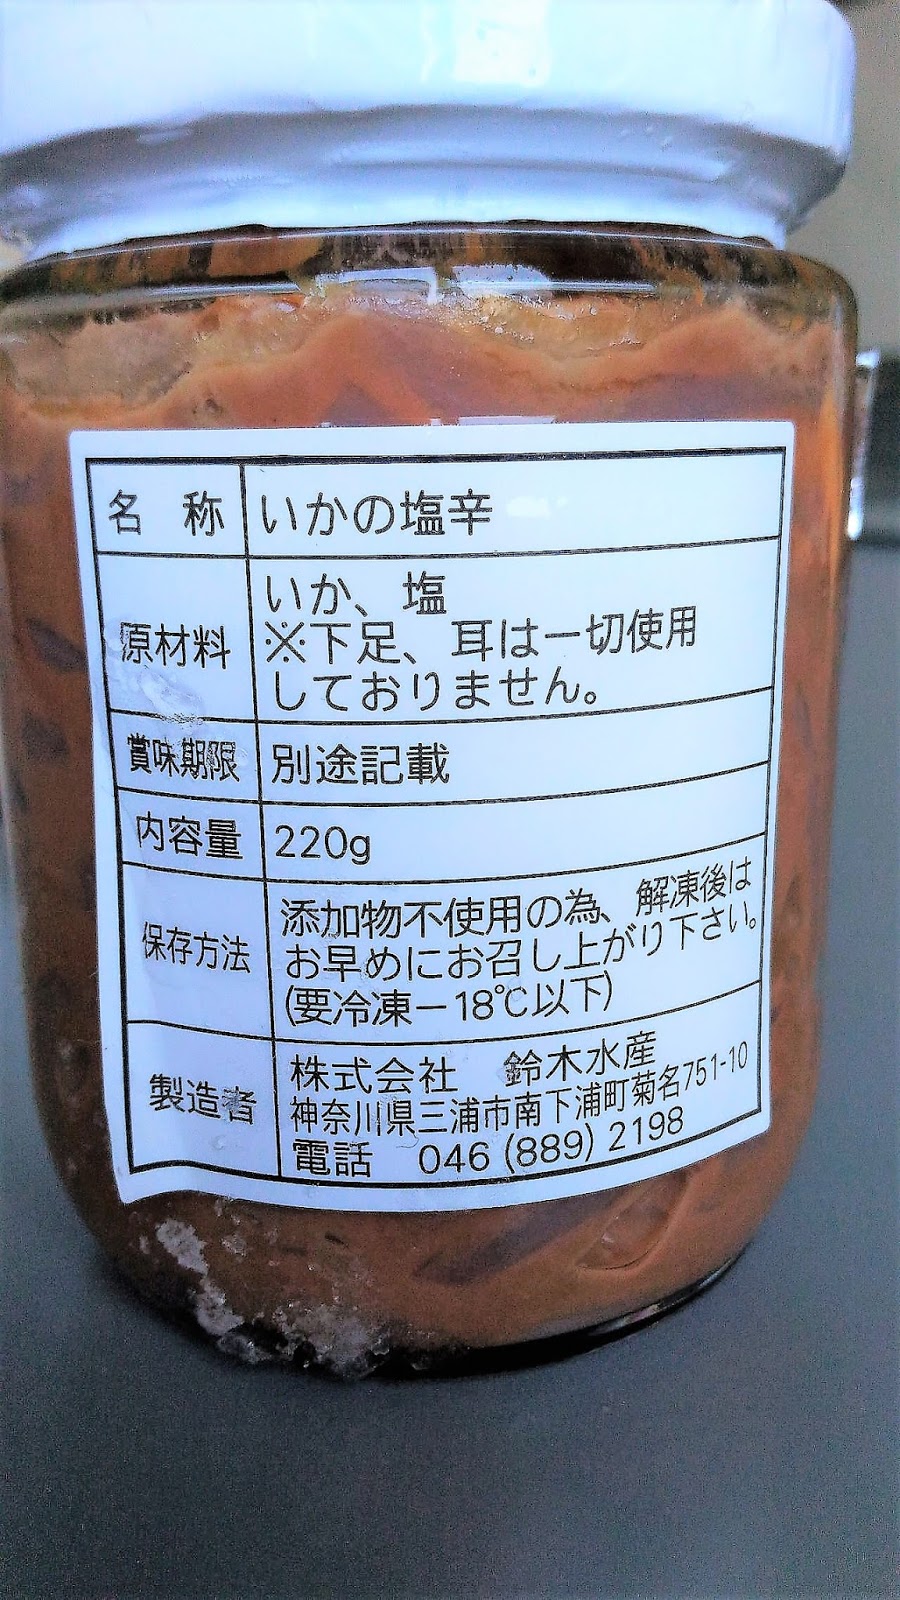 名 称 いかの塩辛
原材料 いか、塩
※下足、耳は一切使用
しておりません。
賞味期限 別途記載
内容量 220g
保存方法 添加物不使用の為、解凍後は
お早めにお召し上がり下さい。
(要冷凍－18℃以下)
製造者 株式会社 鈴木水産
神奈川県三浦市南下浦町菊名751-10
電話 046 (889) 2198